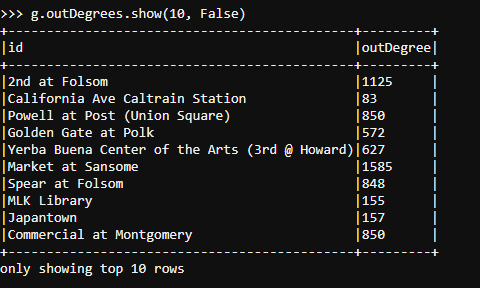 >>> g.outDegrees.show(10, False)
+---------------------------------------------+---------+
|id                                           |outDegree|
+---------------------------------------------+---------+
|2nd at Folsom                                |1125     |
|California Ave Caltrain Station              |83       |
|Powell at Post (Union Square)                |850      |
|Golden Gate at Polk                          |572      |
|Yerba Buena Center of the Arts (3rd @ Howard)|627      |
|Market at Sansome                            |1585     |
|Spear at Folsom                              |848      |
|MLK Library                                  |155      |
|Japantown                                    |157      |
|Commercial at Montgomery                     |850      |
+---------------------------------------------+---------+
only showing top 10 rows